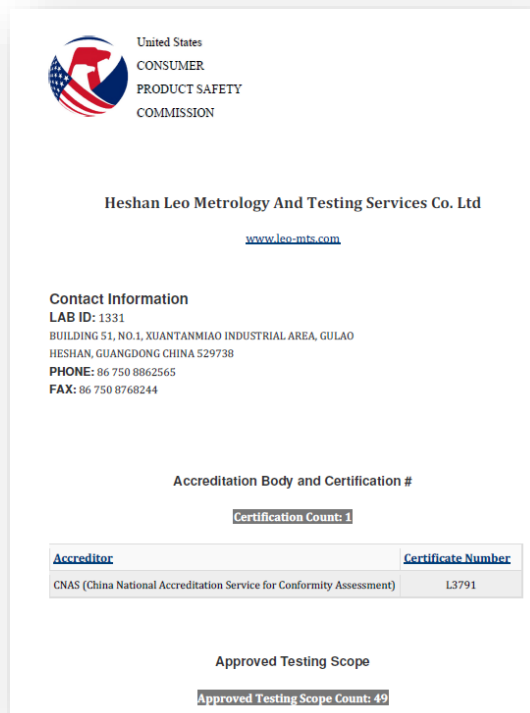 United States
CONSUMER
PRODUCT SAFETY
COMMISSION
Heshan Leo Metrology And Testing Services Co. Ltd
www.leo-mts.com
Contact Information
LAB ID: 1331
BUILDING 51, NO.1, XUANTANMIAO INDUSTRIAL AREA, GULAO
HESHAN, GUANGDONG CHINA 529738
PHONE: 86 750 8862565
FAX: 86 750 8768244
Accreditation Body and Certification #
Certification Count: 1
Accreditor Certificate Number
CNAS (China National Accreditation Service for Conformity Assessment) L3791
Approved Testing Scope
Approved Testing Scope Count: 49